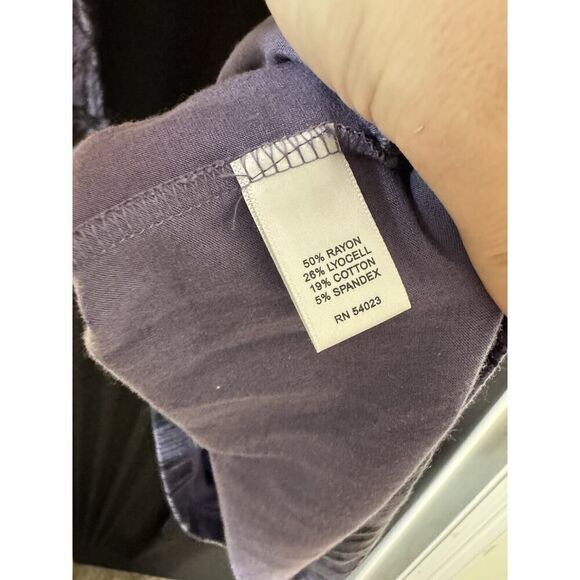 50% RAYON
26% LYOCELL
19% COTTON
5% SPANDEX
RN 54023